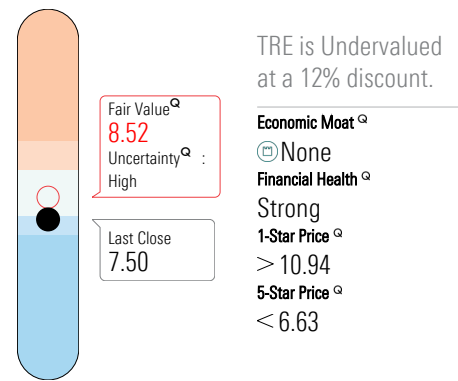 Fair Value Q
8.52
Uncertainty Q :
High
Last Close
7.50
TRE is Undervalued
at a 12% discount.
Economic Moat Q
None
Financial Health Q
Strong
1-Star Price Q
> 10.94
5-Star Price Q
< 6.63